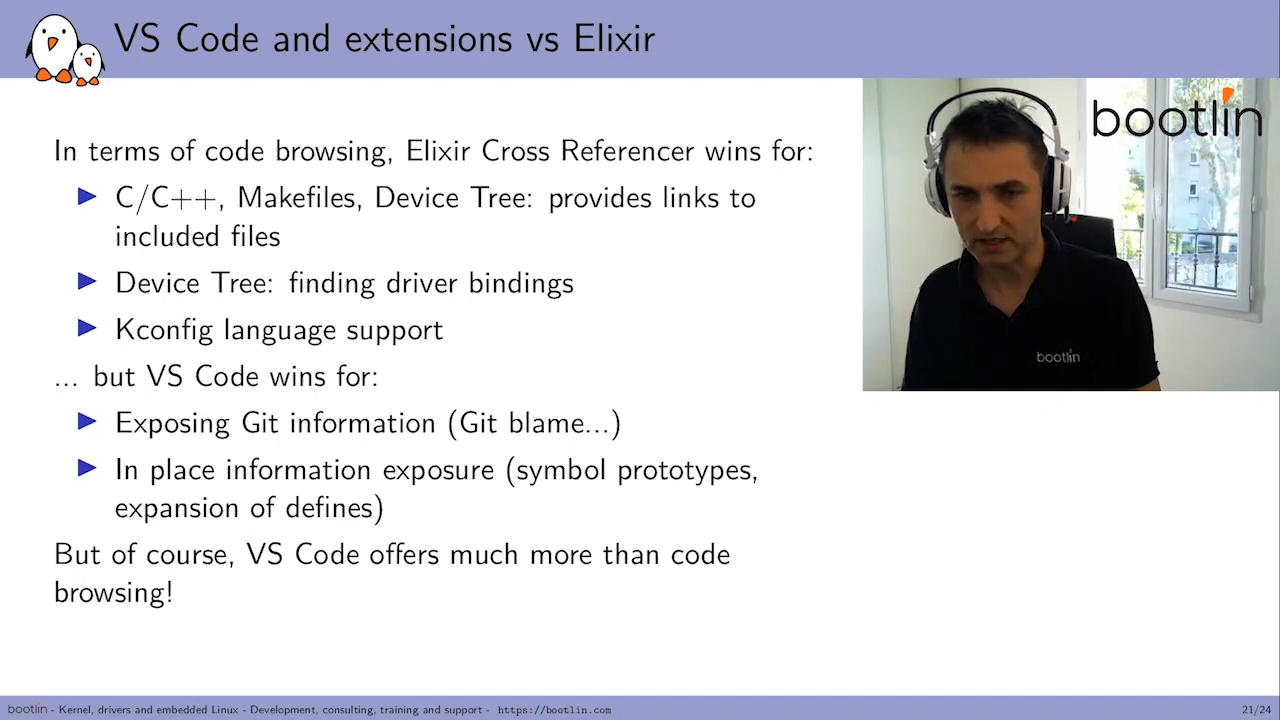 VS Code and extensions vs Elixir
bootlin
In terms of code browsing, Elixir Cross Referencer wins for:
C/C++, Makefiles, Device Tree: provides links to
included files
Device Tree: finding driver bindings
Kconfig language support
... but VS Code wins for:
bootlin
Exposing Git information (Git blame...)
In place information exposure (symbol prototypes,
expansion of defines)
But of course, VS Code offers much more than code
browsing!
bootlin - Kernel, drivers and embedded Linux - Development, consulting, training and support - https://bootlin.com
21/24